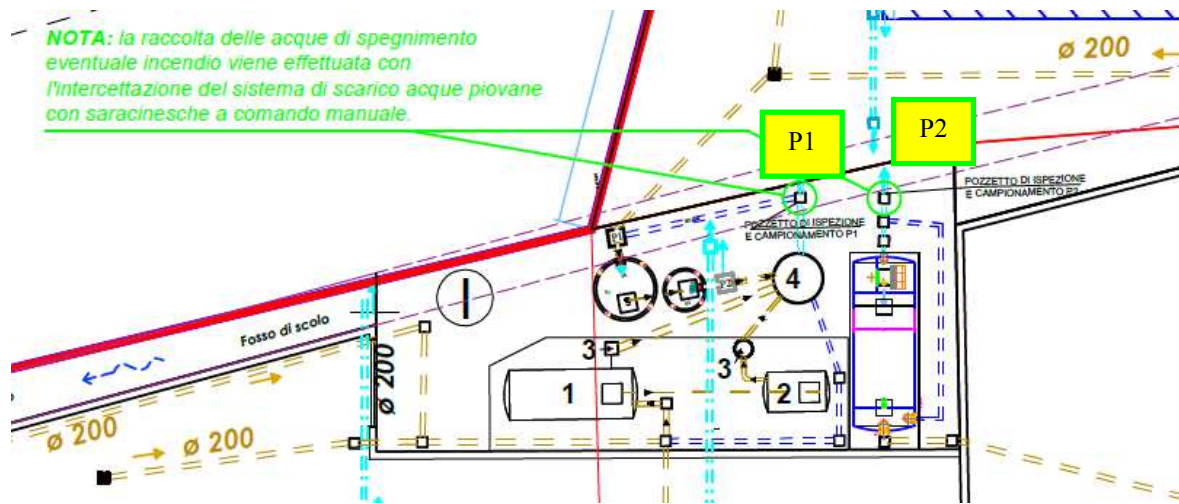 NOTA: la raccolta delle acque di spegnimento
eventuale incendio viene effettuata con
l'intercettazione del sistema di scarico acque piovane
con saracinesche a comando manuale.
ø 200
P1
P2
POZZETTO DI ISPEZIONE
E CAMPIONAMENTO P2
POZZETTO DI ISPEZIONE
E CAMPIONAMENTO P1
P1
P2
4
Fosso di scolo
3
3
ø 200
1
2
ø 200
ø 200